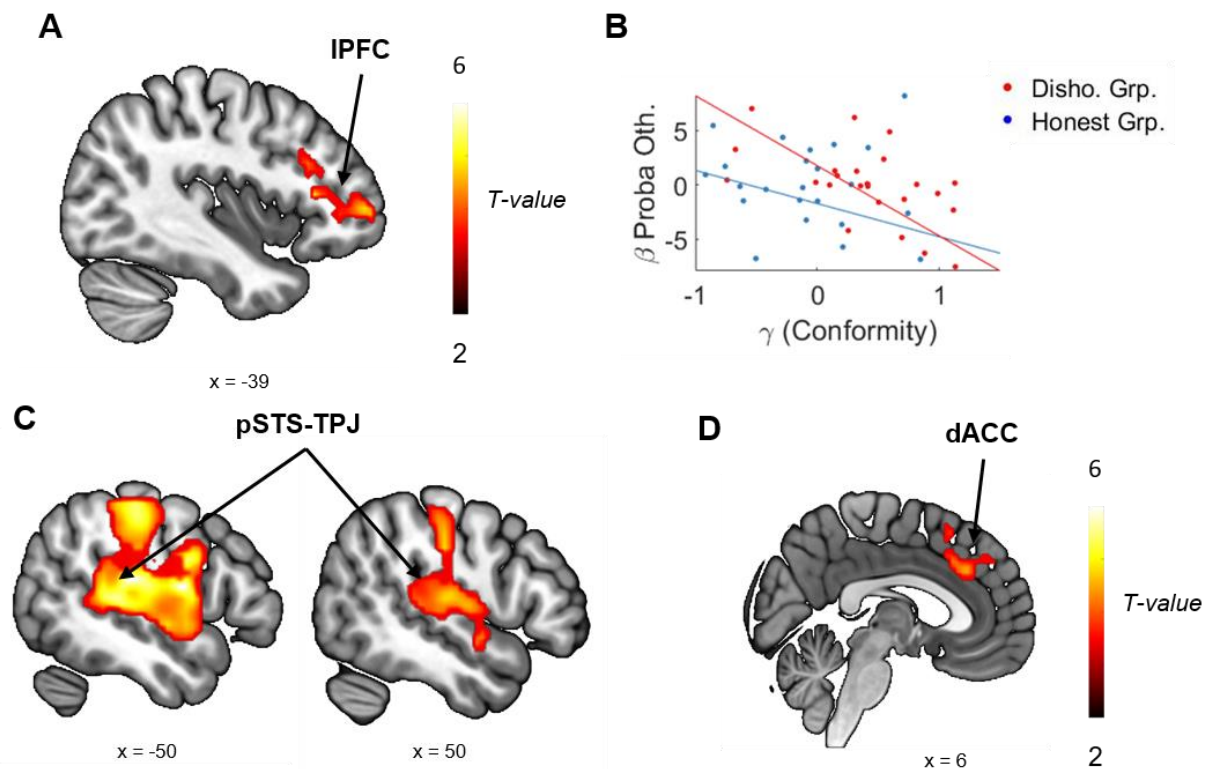 A
lPFC
6
T-value
2
x = -39
B
Disho. Grp.
Honest Grp.
β Proba Oth.
5
0
-5
-1
0
1
γ (Conformity)
C
pSTS-TPJ
x = -50
x = 50
D
dACC
6
T-value
2
x = 6